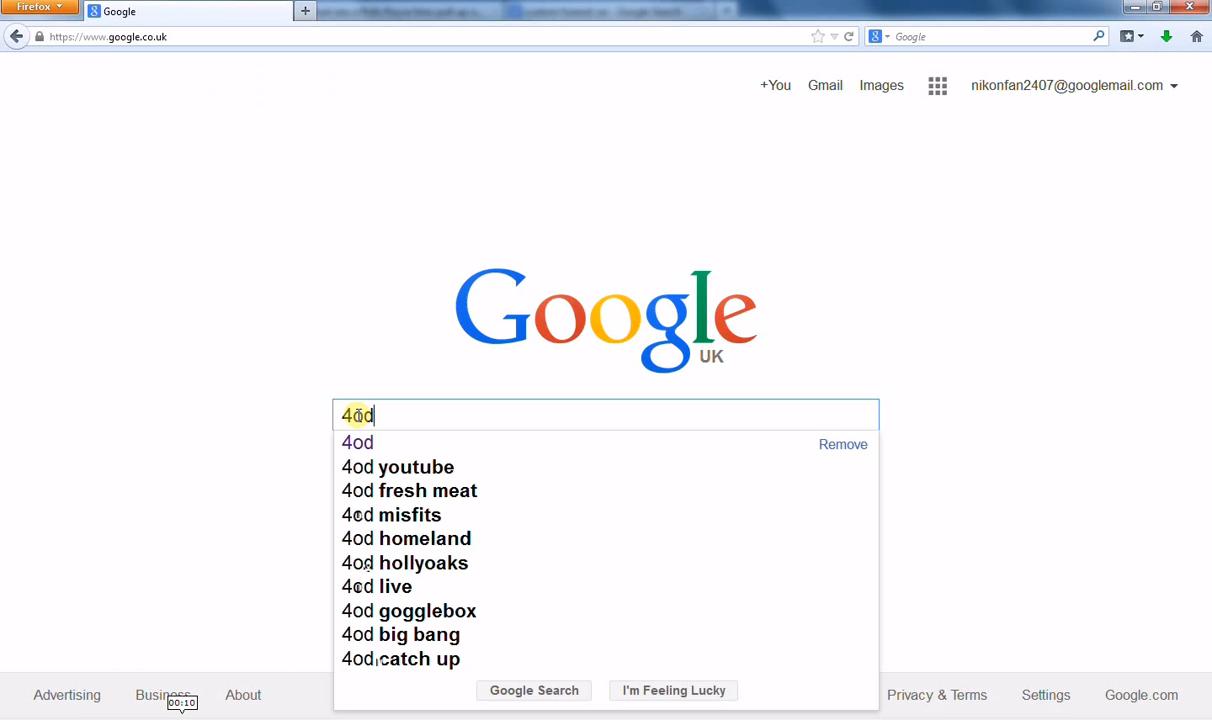 Firefox
Google
https://www.google.co.uk
Google
+You Gmail Images nikonfan2407@googlemail.com
Google
UK
4od
4od Remove
4od youtube
4od fresh meat
4od misfits
4od homeland
4od hollyoaks
4od live
4od gogglebox
4od big bang
4od catch up
Google Search I'm Feeling Lucky
Advertising Business About Privacy & Terms Settings Google.com
00:10